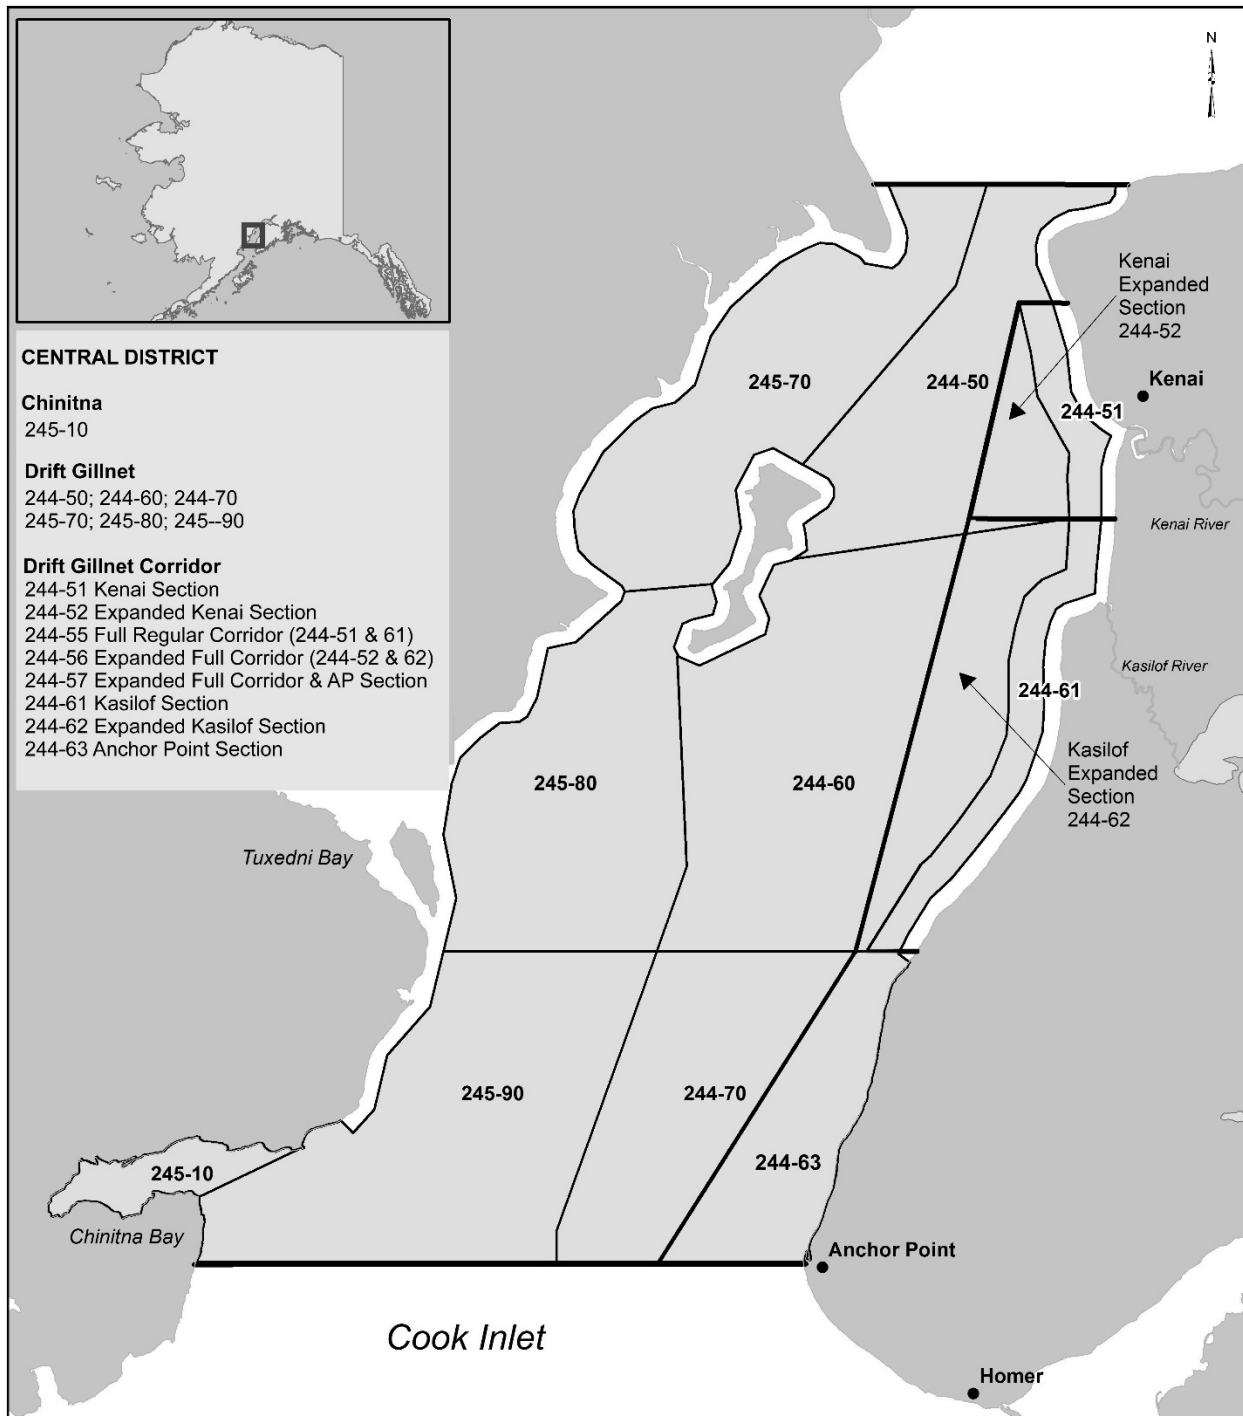 N
CENTRAL DISTRICT
Chinitna
245-10
Drift Gillnet
244-50; 244-60; 244-70
245-70; 245-80; 245--90
Drift Gillnet Corridor
244-51 Kenai Section
244-52 Expanded Kenai Section
244-55 Full Regular Corridor (244-51 & 61)
244-56 Expanded Full Corridor (244-52 & 62)
244-57 Expanded Full Corridor & AP Section
244-61 Kasilof Section
244-62 Expanded Kasilof Section
244-63 Anchor Point Section
Kenai
Expanded
Section
244-52
245-70
244-50
Kenai
244-51
Kenai River
Kasilof River
244-61
Kasilof
Expanded
Section
244-62
245-80
244-60
Tuxedni Bay
245-90
244-70
244-63
245-10
Chinitna Bay
Anchor Point
Cook Inlet
Homer